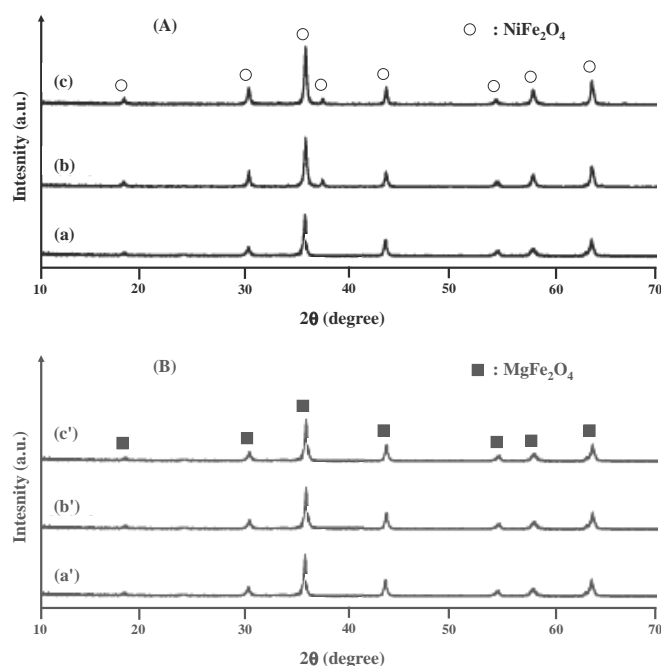 (A)
○ : NiFe₂O₄
(c)
(b)
(a)
Intesnity (a.u.)
10 20 30 40 50 60 70
2θ (degree)
(B)
■ : MgFe₂O₄
(c')
(b')
(a')
Intesnity (a.u.)
10 20 30 40 50 60 70
2θ (degree)